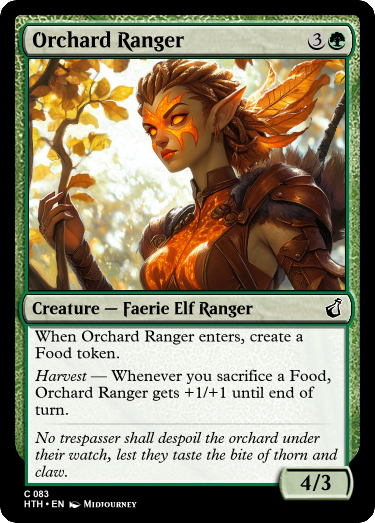 Orchard Ranger 3
Creature — Faerie Elf Ranger
When Orchard Ranger enters, create a
Food token.
Harvest — Whenever you sacrifice a Food,
Orchard Ranger gets +1/+1 until end of
turn.
No trespasser shall despoil the orchard under
their watch, lest they taste the bite of thorn and
claw.
4/3
C 083
HTH • EN Midjourney